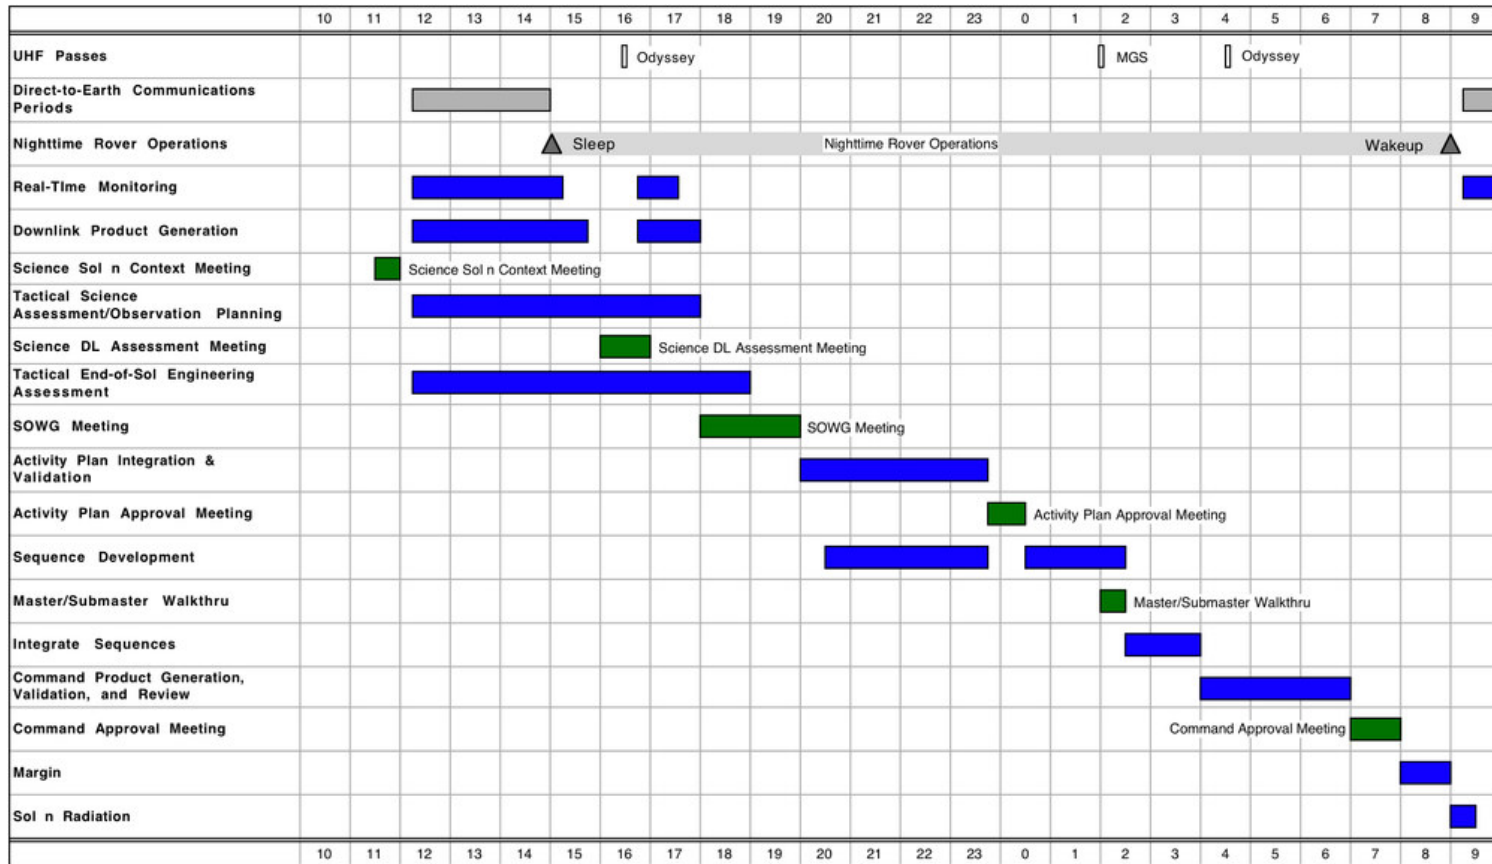 10 11 12 13 14 15 16 17 18 19 20 21 22 23 0 1 2 3 4 5 6 7 8 9
UHF Passes
Odyssey
MGS
Odyssey
Direct-to-Earth Communications
Periods
Nighttime Rover Operations
Sleep
Nighttime Rover Operations
Wakeup
Real-TIme Monitoring
Downlink Product Generation
Science Sol n Context Meeting
Science Sol n Context Meeting
Tactical Science
Assessment/Observation Planning
Science DL Assessment Meeting
Science DL Assessment Meeting
Tactical End-of-Sol Engineering
Assessment
SOWG Meeting
SOWG Meeting
Activity Plan Integration &
Validation
Activity Plan Approval Meeting
Activity Plan Approval Meeting
Sequence Development
Master/Submaster Walkthru
Master/Submaster Walkthru
Integrate Sequences
Command Product Generation,
Validation, and Review
Command Approval Meeting
Command Approval Meeting
Margin
Sol n Radiation
10 11 12 13 14 15 16 17 18 19 20 21 22 23 0 1 2 3 4 5 6 7 8 9